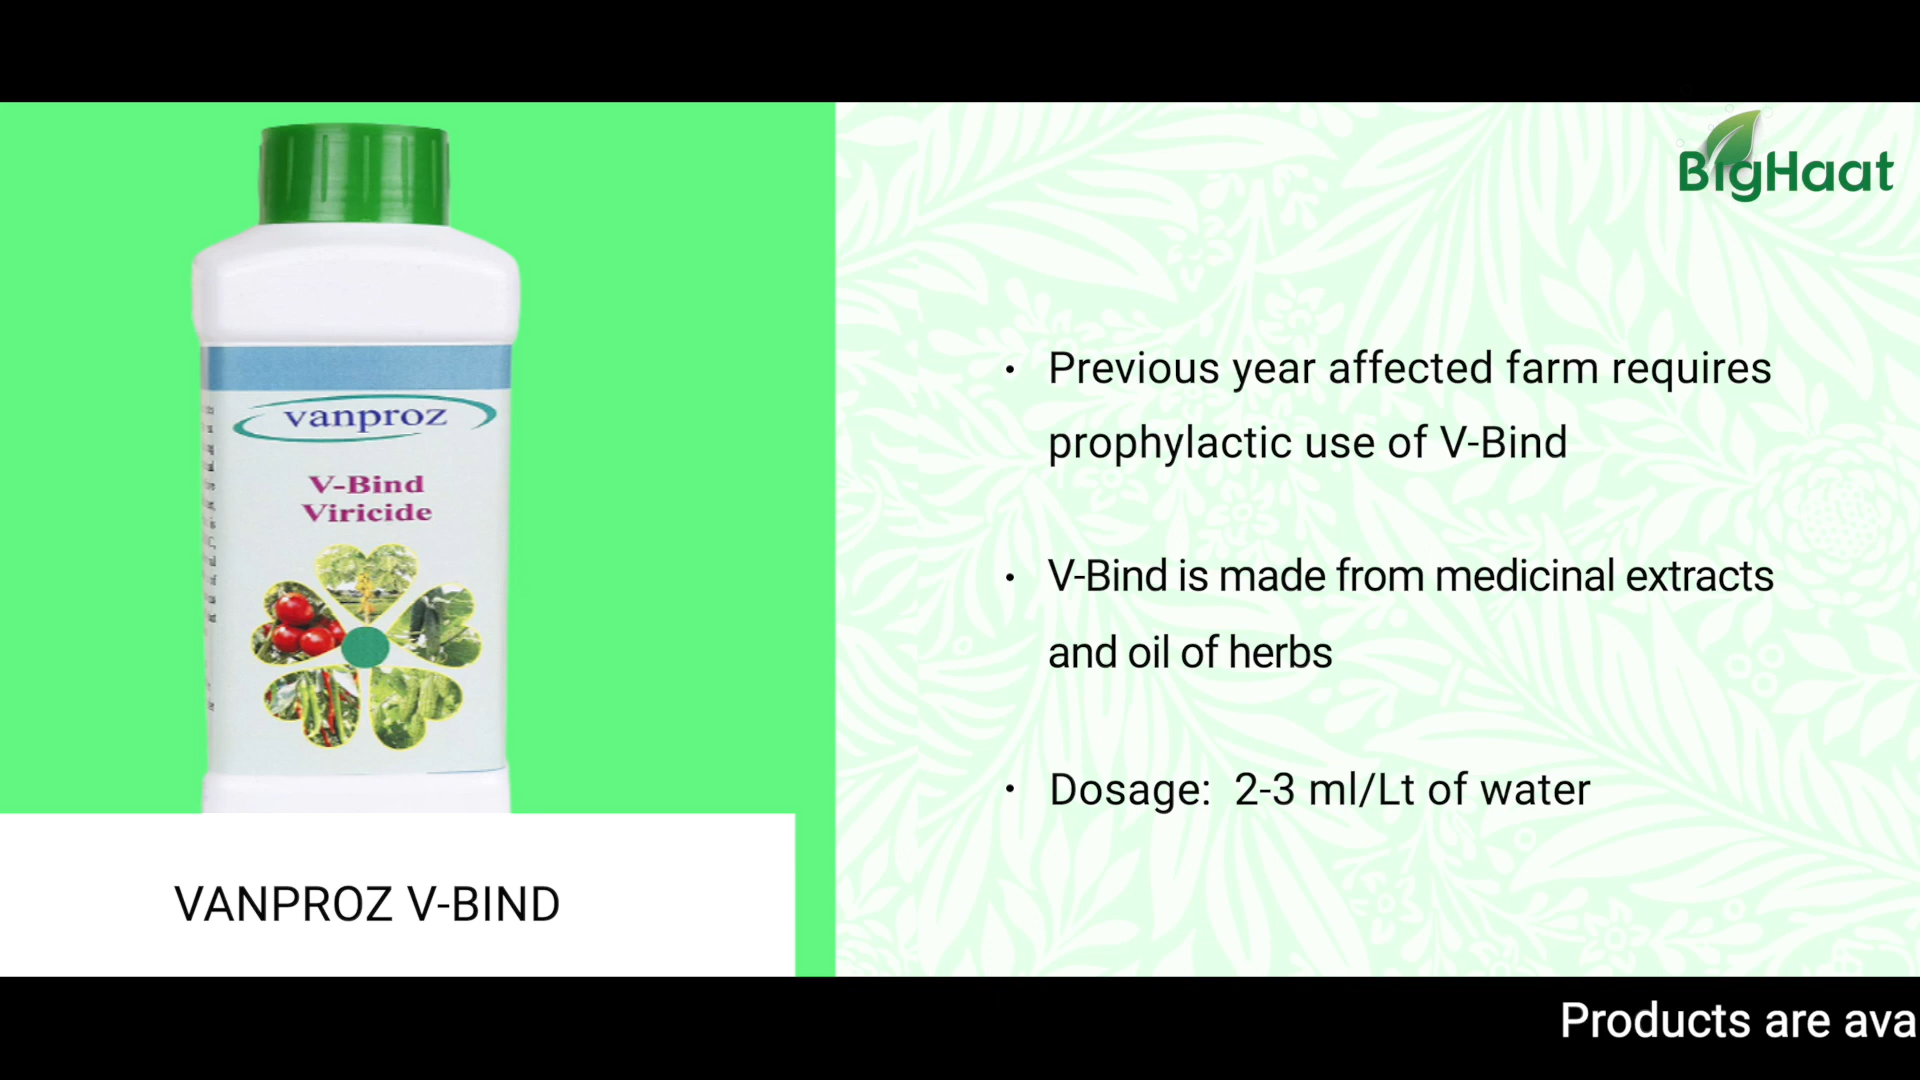 BigHaat
vanproz
V-Bind
Viricide
• Previous year affected farm requires
prophylactic use of V-Bind
• V-Bind is made from medicinal extracts
and oil of herbs
• Dosage: 2-3 ml/Lt of water
VANPROZ V-BIND
Products are ava